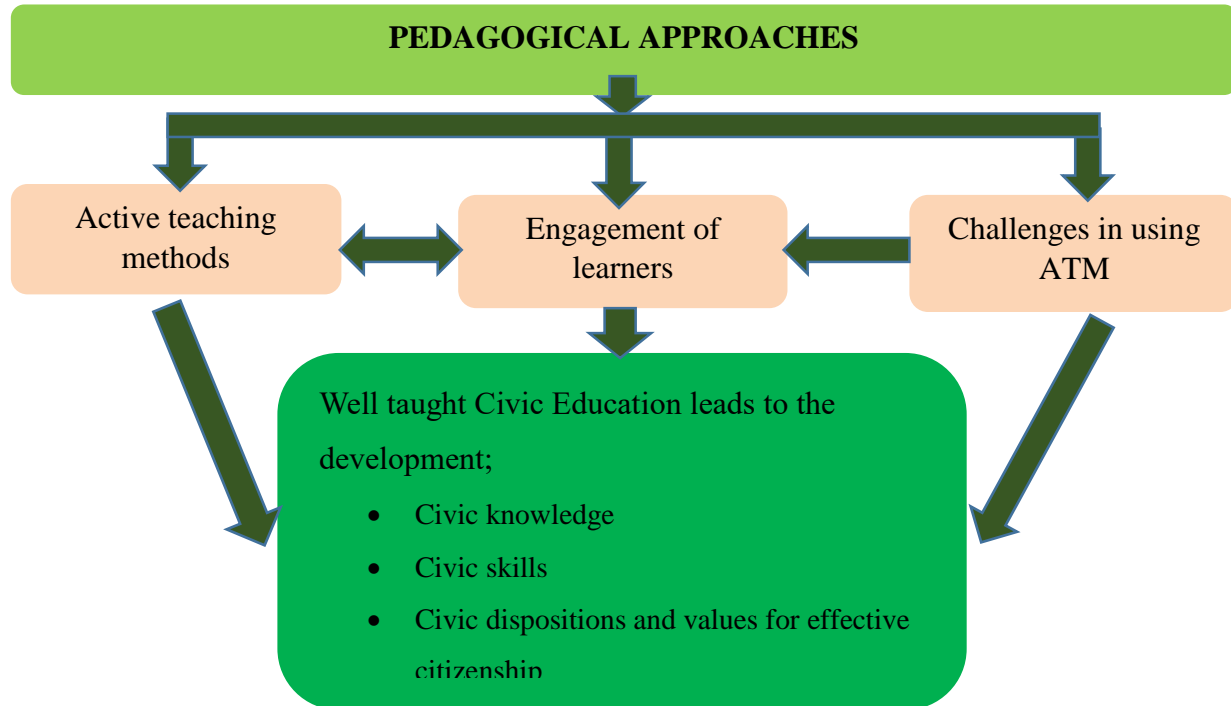 PEDAGOGICAL APPROACHES
Active teaching
methods
Engagement of
learners
Challenges in using
ATM
Well taught Civic Education leads to the
development;
• Civic knowledge
• Civic skills
• Civic dispositions and values for effective
citizenship